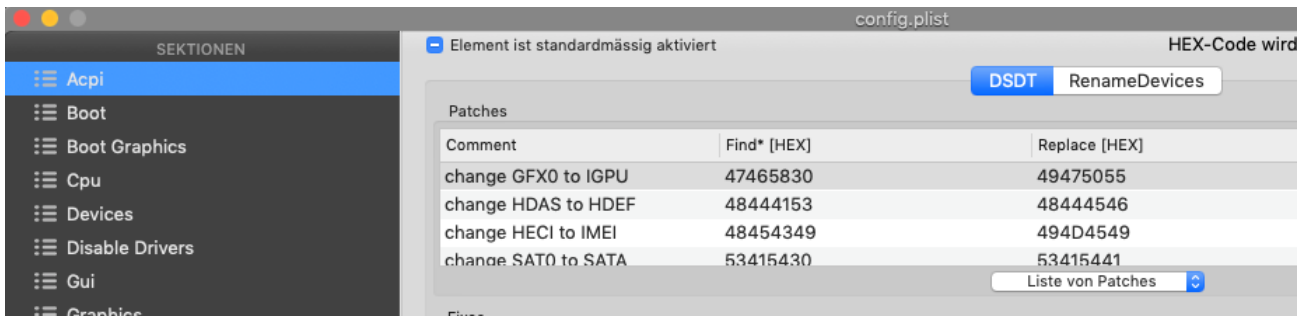 config.plist
SEKTIONEN
Acpi
Boot
Boot Graphics
Cpu
Devices
Disable Drivers
Gui
Graphics
Element ist standardmässig aktiviert
HEX-Code wird
DSDT RenameDevices
Patches
Comment Find* [HEX] Replace [HEX]
change GFX0 to IGPU 47465830 49475055
change HDAS to HDEF 48444153 48444546
change HECI to IMEI 48454349 494D4549
change SAT0 to SATA 53415430 53415441
Liste von Patches
Fixes